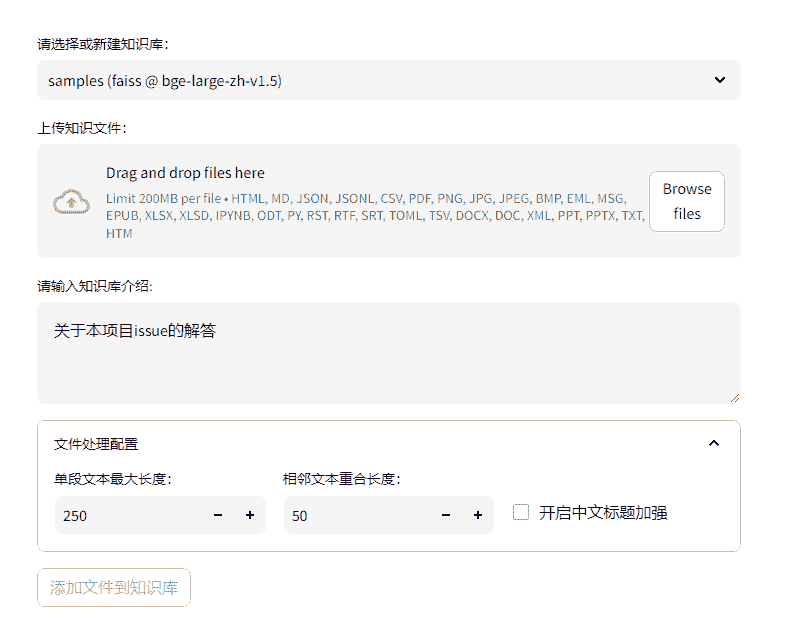 请选择或新建知识库：
samples (faiss @ bge-large-zh-v1.5)
上传知识文件：
Drag and drop files here
Limit 200MB per file • HTML, MD, JSON, JSONL, CSV, PDF, PNG, JPG, JPEG, BMP, EML, MSG,
EPUB, XLSX, XLSD, IPYNB, ODT, PY, RST, RTF, SRT, TOML, TSV, DOCX, DOC, XML, PPT, PPTX, TXT,
HTM
Browse
files
请输入知识库介绍:
关于本项目issue的解答
文件处理配置
单段文本最大长度：
相邻文本重合长度：
250 - +
50 - +
开启中文标题加强
添加文件到知识库